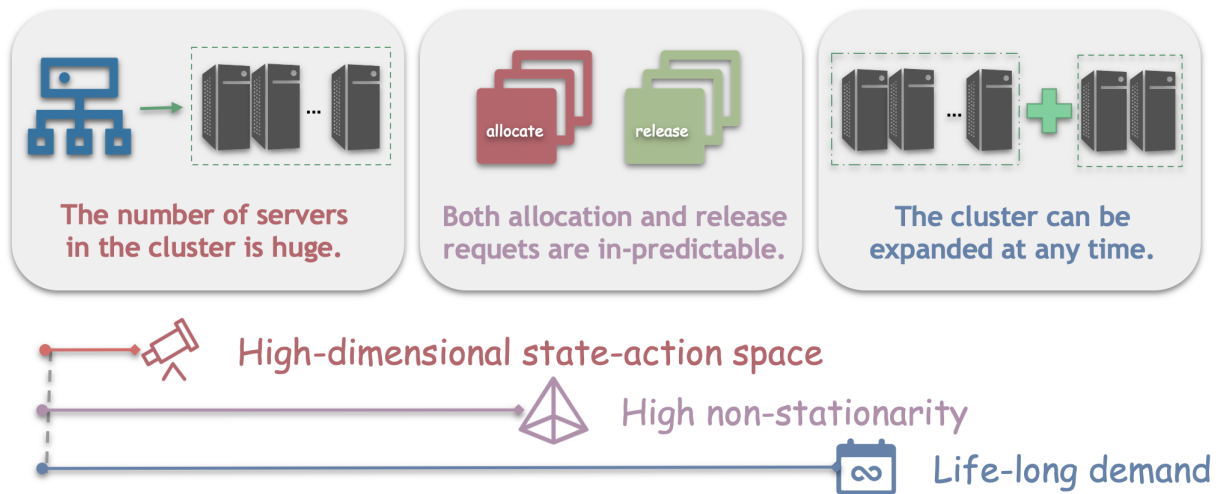 ...
...
allocate
release
The number of servers
in the cluster is huge.
Both allocation and release
requets are in-predictable.
The cluster can be
expanded at any time.
High-dimensional state-action space
High non-stationarity
Life-long demand